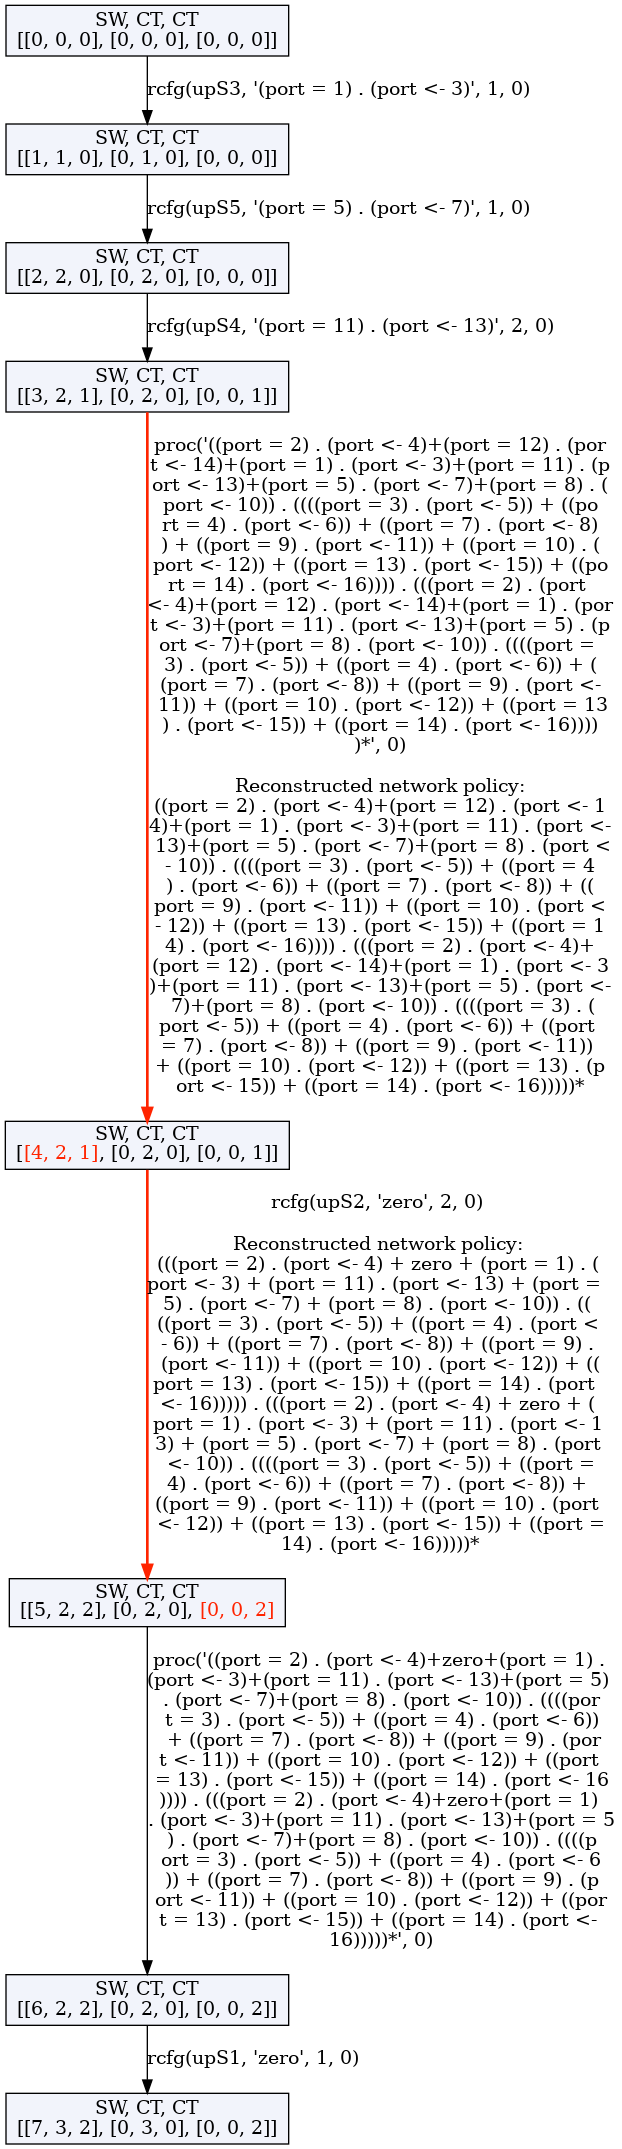 SW, CT, CT
[[0, 0, 0], [0, 0, 0], [0, 0, 0]]
rcfg(upS3, '(port = 1) . (port <- 3)', 1, 0)
SW, CT, CT
[[1, 1, 0], [0, 1, 0], [0, 0, 0]]
rcfg(upS5, '(port = 5) . (port <- 7)', 1, 0)
SW, CT, CT
[[2, 2, 0], [0, 2, 0], [0, 0, 0]]
rcfg(upS4, '(port = 11) . (port <- 13)', 2, 0)
SW, CT, CT
[[3, 2, 1], [0, 2, 0], [0, 0, 1]]
proc('((port = 2) . (port <- 4)+(port = 12) . (por
t <- 14)+(port = 1) . (port <- 3)+(port = 11) . (p
ort <- 13)+(port = 5) . (port <- 7)+(port = 8) . (
port <- 10)) . ((((port = 3) . (port <- 5)) + ((po
rt = 4) . (port <- 6)) + ((port = 7) . (port <- 8)
) + ((port = 9) . (port <- 11)) + ((port = 10) . (
port <- 12)) + ((port = 13) . (port <- 15)) + ((po
rt = 14) . (port <- 16)))) . (((port = 2) . (port 
<- 4)+(port = 12) . (port <- 14)+(port = 1) . (por
t <- 3)+(port = 11) . (port <- 13)+(port = 5) . (p
ort <- 7)+(port = 8) . (port <- 10)) . ((((port =
3) . (port <- 5)) + ((port = 4) . (port <- 6)) + (
(port = 7) . (port <- 8)) + ((port = 9) . (port <-
11)) + ((port = 10) . (port <- 12)) + ((port = 13
) . (port <- 15)) + ((port = 14) . (port <- 16))))
)*', 0)
Reconstructed network policy:
((port = 2) . (port <- 4)+(port = 12) . (port <- 1
4)+(port = 1) . (port <- 3)+(port = 11) . (port <-
13)+(port = 5) . (port <- 7)+(port = 8) . (port <
- 10)) . ((((port = 3) . (port <- 5)) + ((port = 4
) . (port <- 6)) + ((port = 7) . (port <- 8)) + ((
port = 9) . (port <- 11)) + ((port = 10) . (port <
- 12)) + ((port = 13) . (port <- 15)) + ((port = 1
4) . (port <- 16)))) . (((port = 2) . (port <- 4)+
(port = 12) . (port <- 14)+(port = 1) . (port <- 3
)+(port = 11) . (port <- 13)+(port = 5) . (port <-
7)+(port = 8) . (port <- 10)) . ((((port = 3) . (
port <- 5)) + ((port = 4) . (port <- 6)) + ((port
= 7) . (port <- 8)) + ((port = 9) . (port <- 11))
+ ((port = 10) . (port <- 12)) + ((port = 13) . (p
ort <- 15)) + ((port = 14) . (port <- 16)))))*
SW, CT, CT
[[4, 2, 1], [0, 2, 0], [0, 0, 1]]
rcfg(upS2, 'zero', 2, 0)
Reconstructed network policy:
(((port = 2) . (port <- 4) + zero + (port = 1) . (
port <- 3) + (port = 11) . (port <- 13) + (port =
5) . (port <- 7) + (port = 8) . (port <- 10)) . ((
((port = 3) . (port <- 5)) + ((port = 4) . (port <
- 6)) + ((port = 7) . (port <- 8)) + ((port = 9) .
(port <- 11)) + ((port = 10) . (port <- 12)) + ((
port = 13) . (port <- 15)) + ((port = 14) . (port
<- 16))))) . (((port = 2) . (port <- 4) + zero + (
port = 1) . (port <- 3) + (port = 11) . (port <- 1
3) + (port = 5) . (port <- 7) + (port = 8) . (port
<- 10)) . ((((port = 3) . (port <- 5)) + ((port =
4) . (port <- 6)) + ((port = 7) . (port <- 8)) +
((port = 9) . (port <- 11)) + ((port = 10) . (port
<- 12)) + ((port = 13) . (port <- 15)) + ((port =
14) . (port <- 16)))))*
SW, CT, CT
[[5, 2, 2], [0, 2, 0], [0, 0, 2]]
proc('((port = 2) . (port <- 4)+zero+(port = 1) .
(port <- 3)+(port = 11) . (port <- 13)+(port = 5)
. (port <- 7)+(port = 8) . (port <- 10)) . ((((por
t = 3) . (port <- 5)) + ((port = 4) . (port <- 6))
+ ((port = 7) . (port <- 8)) + ((port = 9) . (por
t <- 11)) + ((port = 10) . (port <- 12)) + ((port
= 13) . (port <- 15)) + ((port = 14) . (port <- 16
)))) . (((port = 2) . (port <- 4)+zero+(port = 1)
. (port <- 3)+(port = 11) . (port <- 13)+(port = 5
) . (port <- 7)+(port = 8) . (port <- 10)) . ((((p
ort = 3) . (port <- 5)) + ((port = 4) . (port <- 6
)) + ((port = 7) . (port <- 8)) + ((port = 9) . (p
ort <- 11)) + ((port = 10) . (port <- 12)) + ((por
t = 13) . (port <- 15)) + ((port = 14) . (port <-
16)))))*', 0)
SW, CT, CT
[[6, 2, 2], [0, 2, 0], [0, 0, 2]]
rcfg(upS1, 'zero', 1, 0)
SW, CT, CT
[[7, 3, 2], [0, 3, 0], [0, 0, 2]]